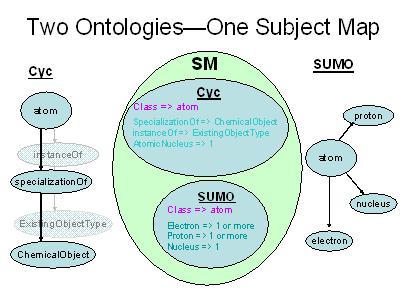 Two Ontologies—One Subject Map
Cyc
atom
instanceOf
specializationOf
ExistingObjectType
ChemicalObject
SM
Cyc
Class => atom
SpecializationOf => ChemicalObject
instanceOf => ExistingObjectType
AtomicNucleus => 1
SUMO
Class => atom
Electron => 1 or more
Proton => 1 or more
Nucleus => 1
SUMO
proton
atom
nucleus
electron